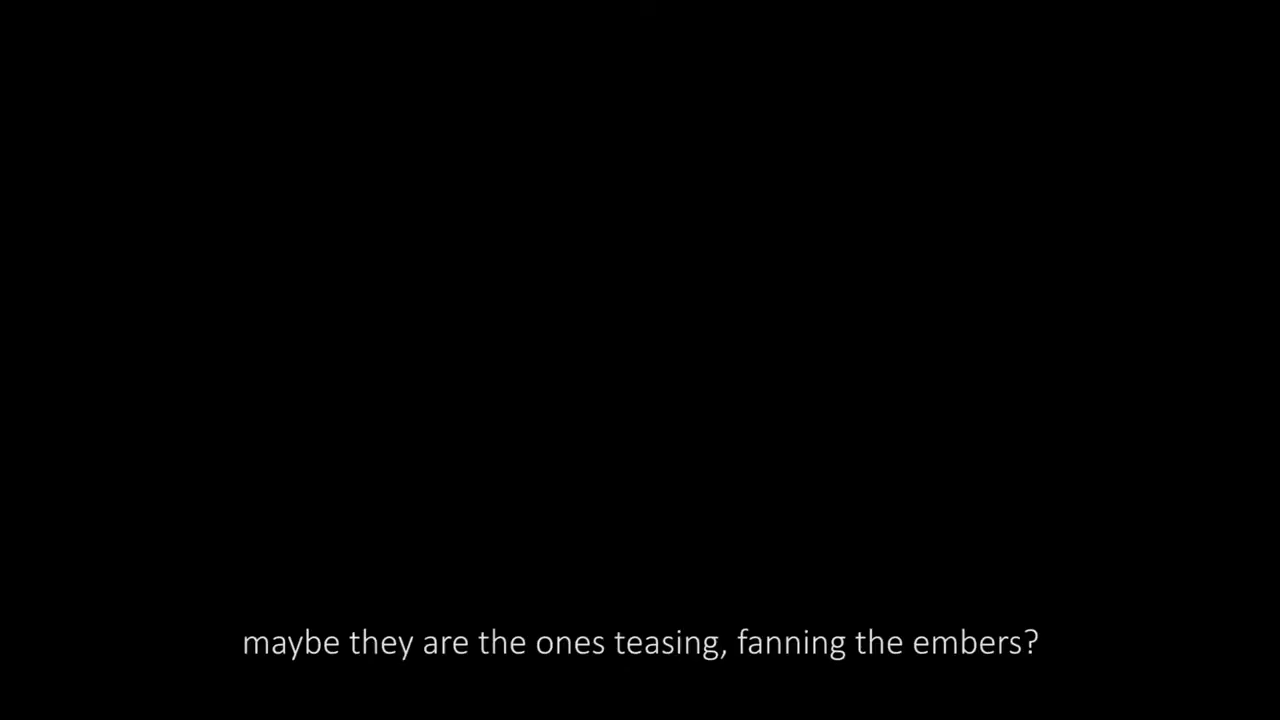 maybe they are the ones teasing, fanning the embers?